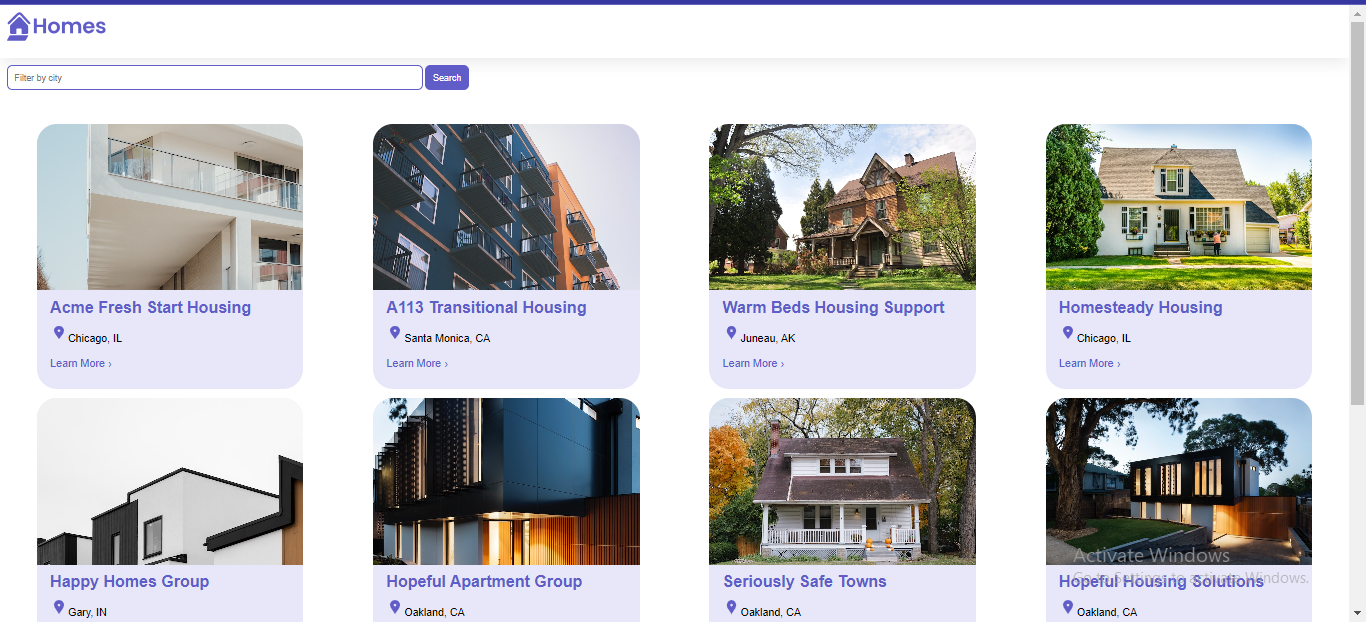 Homes
Filter by city
Search
Acme Fresh Start Housing
Chicago, IL
Learn More ›
A113 Transitional Housing
Santa Monica, CA
Learn More ›
Warm Beds Housing Support
Juneau, AK
Learn More ›
Homesteady Housing
Chicago, IL
Learn More ›
Happy Homes Group
Gary, IN
Hopeful Apartment Group
Oakland, CA
Seriously Safe Towns
Oakland, CA
Hopeful Housing Solutions
Oakland, CA
Activate Windows
Go to Settings to activate Windows.